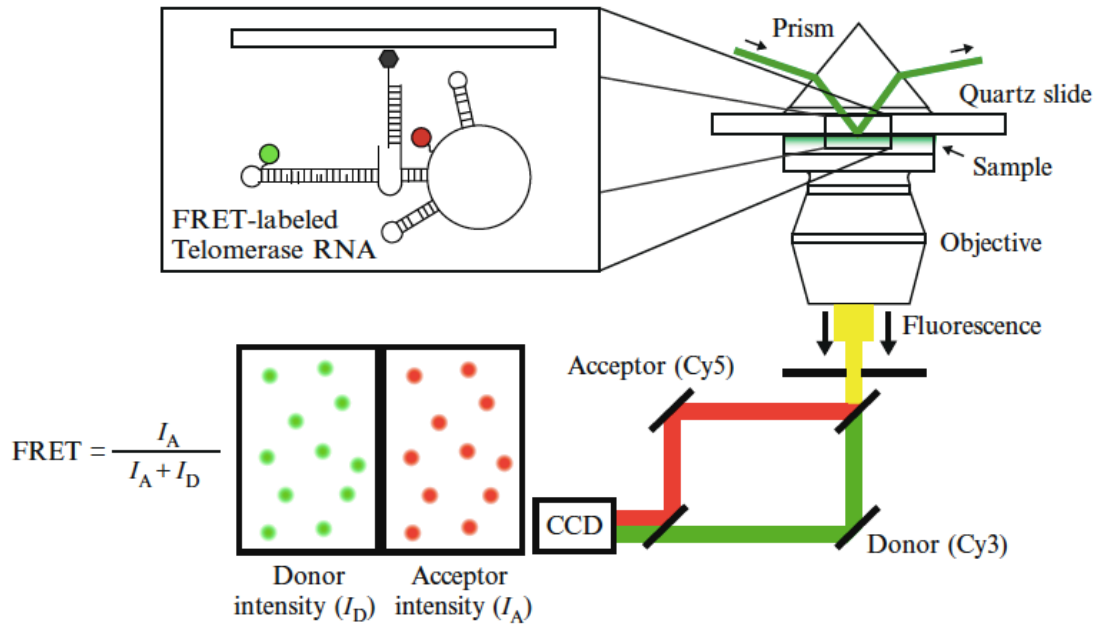 Prism
Quartz slide
Sample
FRET-labeled
Telomerase RNA
Objective
Fluorescence
Acceptor (Cy5)
FRET = I_A / (I_A + I_D)
CCD
Donor (Cy3)
Donor
intensity (I_D)
Acceptor
intensity (I_A)